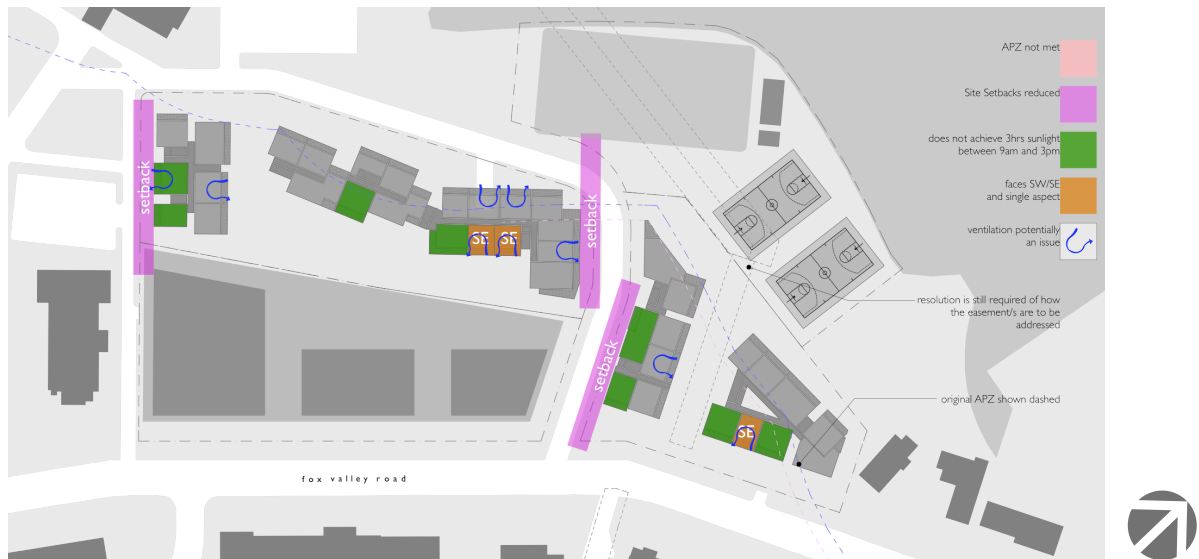 APZ not met
Site Setbacks reduced
does not achieve 3hrs sunlight
between 9am and 3pm
faces SW/SE
and single aspect
ventilation potentially
an issue
setback
setback
setback
SE
SE
SE
resolution is still required of how
the easement/s are to be
addressed
original APZ shown dashed
fox valley road